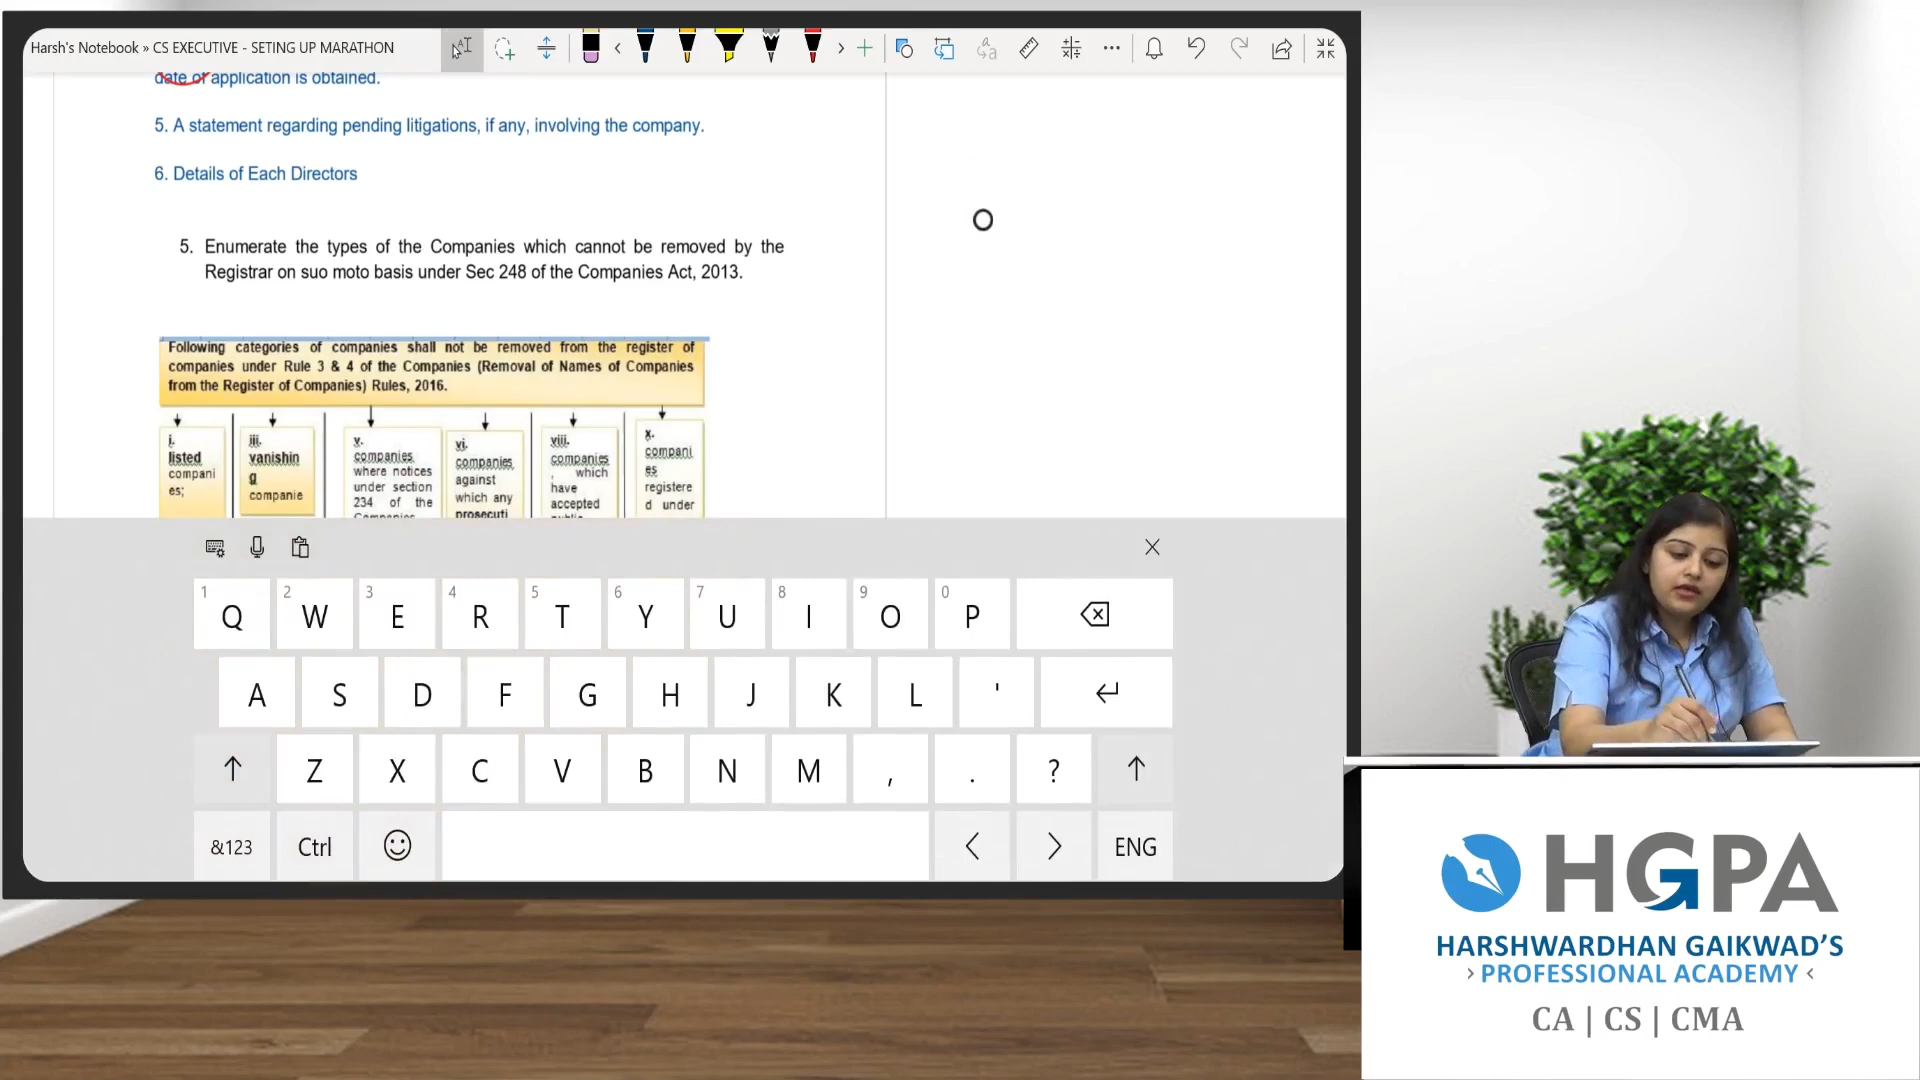 Harsh's Notebook » CS EXECUTIVE - SETING UP MARATHON
date of application is obtained.
5. A statement regarding pending litigations, if any, involving the company.
6. Details of Each Directors
5. Enumerate the types of the Companies which cannot be removed by the
Registrar on suo moto basis under Sec 248 of the Companies Act, 2013.
Following categories of companies shall not be removed from the register of
companies under Rule 3 & 4 of the Companies (Removal of Names of Companies
from the Register of Companies) Rules, 2016.
i.
listed
compani
es;
iii.
vanishin
g
companie
v.
companies
where notices
under section
234 of the
vi.
companies
against
which any
prosecuti
viii.
companies
, which
have
accepted
x.
compani
es
registere
d under
1 2 3 4 5 6 7 8 9 0
Q W E R T Y U I O P
A S D F G H J K L '
Z X C V B N M , . ?
&123 Ctrl ENG
HGPA
HARSHWARDHAN GAIKWAD'S
› PROFESSIONAL ACADEMY ‹
CA | CS | CMA